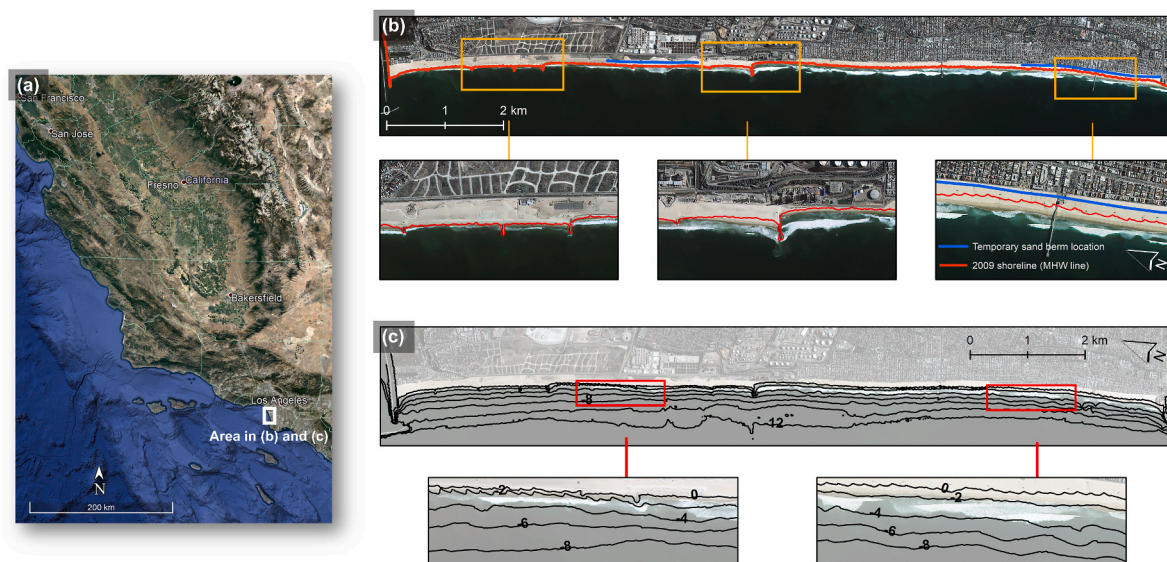 (a)
San Francisco
San Jose
Fresno
California
Bakersfield
Los Angeles
Area in (b) and (c)
N
200 km
(b)
0
2 km
Temporary sand berm location
2009 shoreline (MHW line)
N
(c)
0
2 km
N
-8
-12
-2
0
-4
-6
-8
0
-2
-4
-6
-8